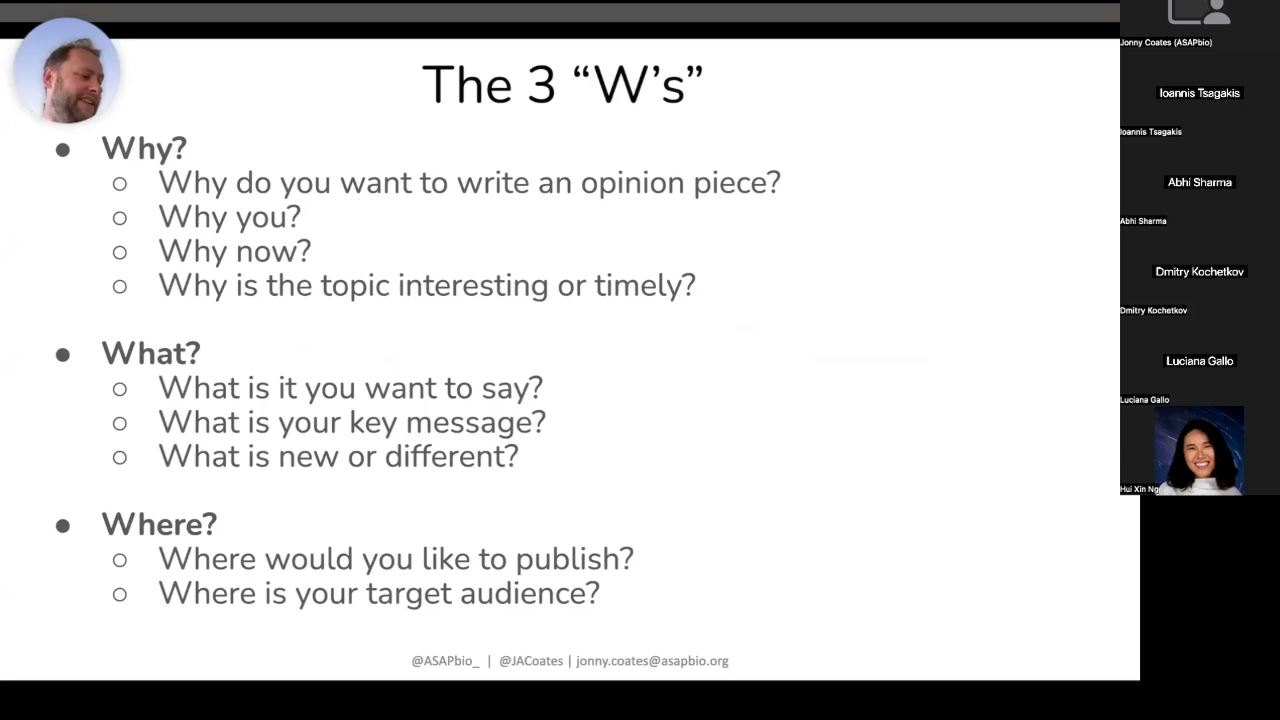 The 3 “W’s”
● Why?
○ Why do you want to write an opinion piece?
○ Why you?
○ Why now?
○ Why is the topic interesting or timely?
● What?
○ What is it you want to say?
○ What is your key message?
○ What is new or different?
● Where?
○ Where would you like to publish?
○ Where is your target audience?
@ASAPbio_ | @JACoates | jonny.coates@asapbio.org
Jonny Coates (ASAPbio)
Ioannis Tsagakis
Ioannis Tsagakis
Abhi Sharma
Abhi Sharma
Dmitry Kochetkov
Dmitry Kochetkov
Luciana Gallo
Luciana Gallo
Hui Xin Ng